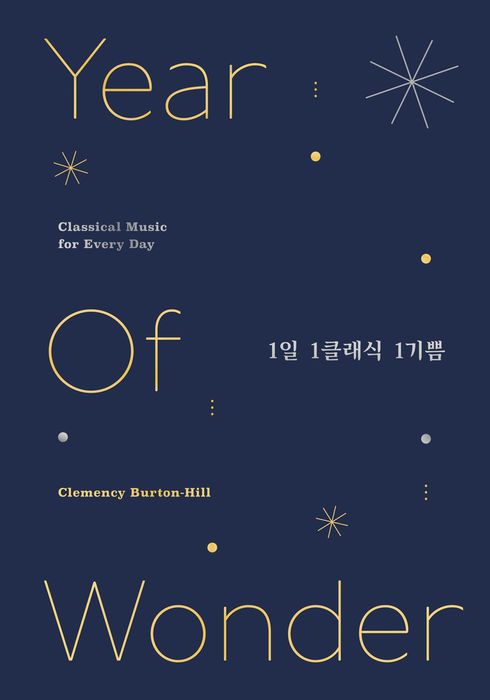 Year
Classical Music
for Every Day
Of
1일 1클래식 1기쁨
Clemency Burton-Hill
Wonder